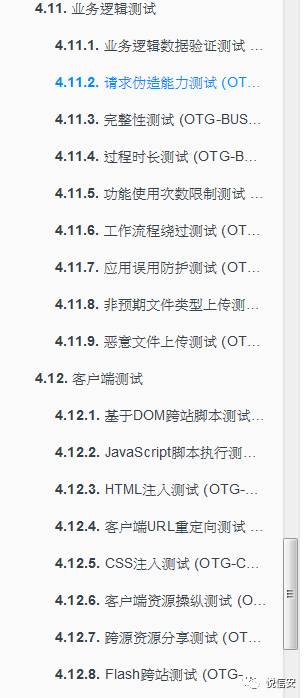 4.11. 业务逻辑测试
4.11.1. 业务逻辑数据验证测试 ...
4.11.2. 请求伪造能力测试 (OT...
4.11.3. 完整性测试 (OTG-BUS...
4.11.4. 过程时长测试 (OTG-B...
4.11.5. 功能使用次数限制测试 ...
4.11.6. 工作流程绕过测试 (OT...
4.11.7. 应用误用防护测试 (OT...
4.11.8. 非预期文件类型上传测...
4.11.9. 恶意文件上传测试 (OT...
4.12. 客户端测试
4.12.1. 基于DOM跨站脚本测试...
4.12.2. JavaScript脚本执行测...
4.12.3. HTML注入测试 (OTG-...
4.12.4. 客户端URL重定向测试 ...
4.12.5. CSS注入测试 (OTG-C...
4.12.6. 客户端资源操纵测试 (O...
4.12.7. 跨源资源分享测试 (OT...
4.12.8. Flash跨站测试 (OTG-...
悦信安